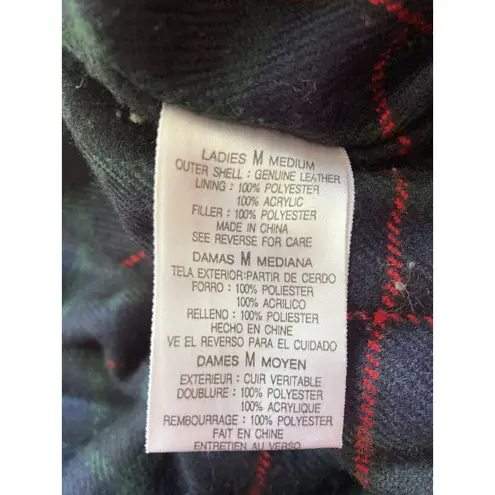 LADIES M MEDIUM
OUTER SHELL : GENUINE LEATHER
LINING : 100% POLYESTER
100% ACRYLIC
FILLER : 100% POLYESTER
MADE IN CHINA
SEE REVERSE FOR CARE
DAMAS M MEDIANA
TELA EXTERIOR:PARTIR DE CERDO
FORRO : 100% POLIESTER
100% ACRILICO
RELLENO : 100% POLIESTER
HECHO EN CHINE
VE EL REVERSO PARA EL CUIDADO
DAMES M MOYEN
EXTERIEUR : CUIR VERITABLE
DOUBLURE : 100% POLYESTER
100% ACRYLIQUE
REMBOURRAGE : 100% POLYESTER
FAIT EN CHINE
ENTRETIEN AU VERSO